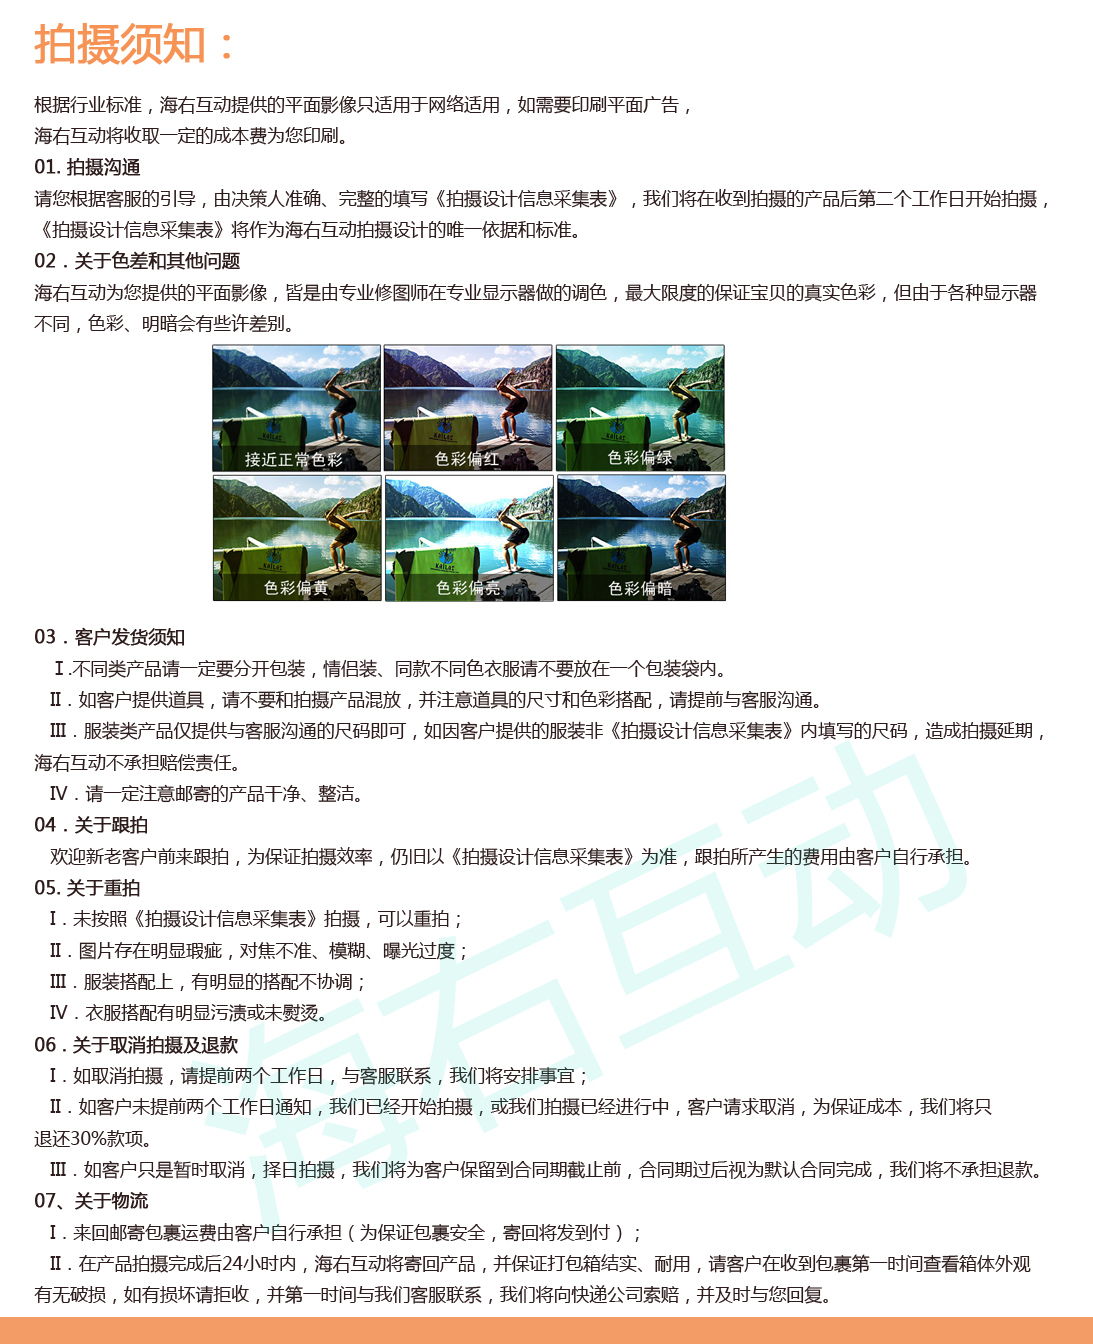 拍摄须知：
根据行业标准，海右互动提供的平面影像只适用于网络适用，如需要印刷平面广告，
海右互动将收取一定的成本费为您印刷。
01. 拍摄沟通
请您根据客服的引导，由决策人准确、完整的填写《拍摄设计信息采集表》，我们将在收到拍摄的产品后第二个工作日开始拍摄，
《拍摄设计信息采集表》将作为海右互动拍摄设计的唯一依据和标准。
02．关于色差和其他问题
海右互动为您提供的平面影像，皆是由专业修图师在专业显示器做的调色，最大限度的保证宝贝的真实色彩，但由于各种显示器
不同，色彩、明暗会有些许差别。
KAILAS
接近正常色彩
KAILAS
色彩偏红
KAILAS
色彩偏绿
KAILAS
色彩偏黄
KAILAS
色彩偏亮
KAILAS
色彩偏暗
03．客户发货须知
I .不同类产品请一定要分开包装，情侣装、同款不同色衣服请不要放在一个包装袋内。
II．如客户提供道具，请不要和拍摄产品混放，并注意道具的尺寸和色彩搭配，请提前与客服沟通。
III．服装类产品仅提供与客服沟通的尺码即可，如因客户提供的服装非《拍摄设计信息采集表》内填写的尺码，造成拍摄延期，
海右互动不承担赔偿责任。
IV．请一定注意邮寄的产品干净、整洁。
04．关于跟拍
欢迎新老客户前来跟拍，为保证拍摄效率，仍旧以《拍摄设计信息采集表》为准，跟拍所产生的费用由客户自行承担。
05. 关于重拍
I．未按照《拍摄设计信息采集表》拍摄，可以重拍；
II．图片存在明显瑕疵，对焦不准、模糊、曝光过度；
III．服装搭配上，有明显的搭配不协调；
IV．衣服搭配有明显污渍或未熨烫。
06 . 关于取消拍摄及退款
I．如取消拍摄，请提前两个工作日，与客服联系，我们将安排事宜；
II．如客户未提前两个工作日通知，我们已经开始拍摄，或我们拍摄已经进行中，客户请求取消，为保证成本，我们将只
退还30%款项。
III．如客户只是暂时取消，择日拍摄，我们将为客户保留到合同期截止前，合同期过后视为默认合同完成，我们将不承担退款。
07、关于物流
I．来回邮寄包裹运费由客户自行承担（为保证包裹安全，寄回将发到付）；
II．在产品拍摄完成后24小时内，海右互动将寄回产品，并保证打包箱结实、耐用，请客户在收到包裹第一时间查看箱体外观
有无破损，如有损坏请拒收，并第一时间与我们客服联系，我们将向快递公司索赔，并及时与您回复。
海右互动